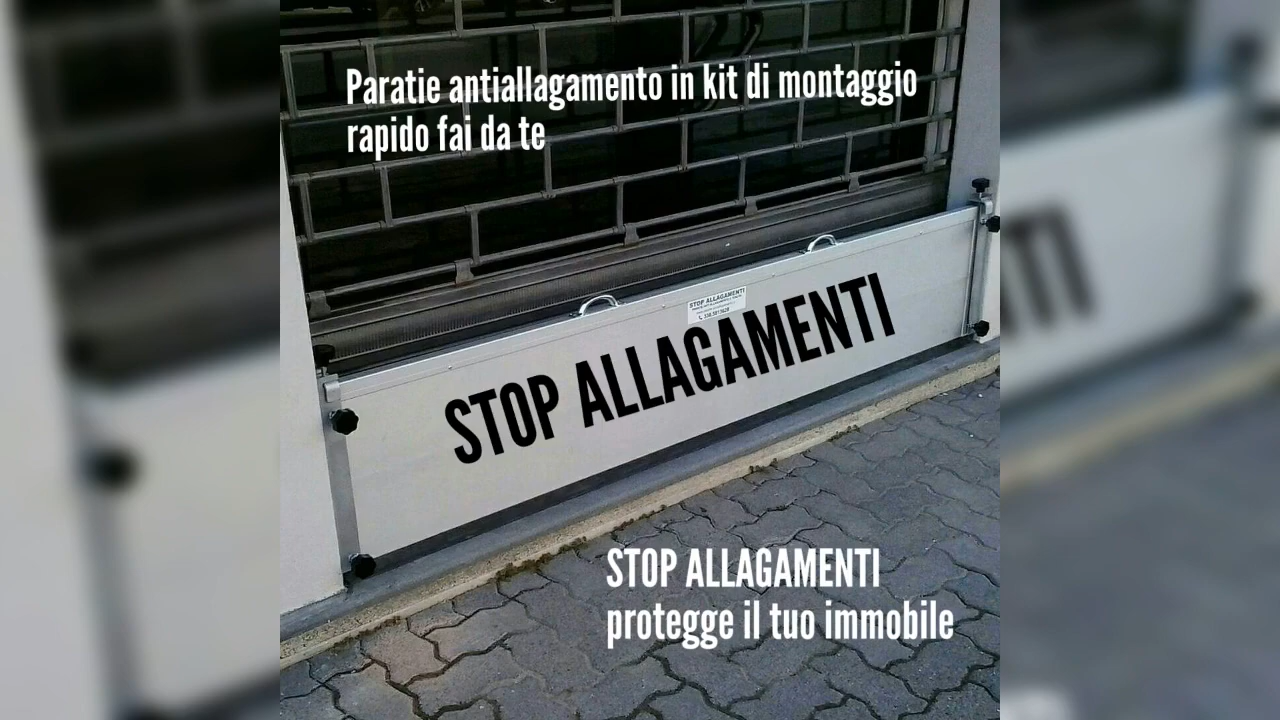 Paratie antiallagamento in kit di montaggio
rapido fai da te
STOP ALLAGAMENTI
STOP ALLAGAMENTI
STOP ALLAGAMENTI
protegge il tuo immobile